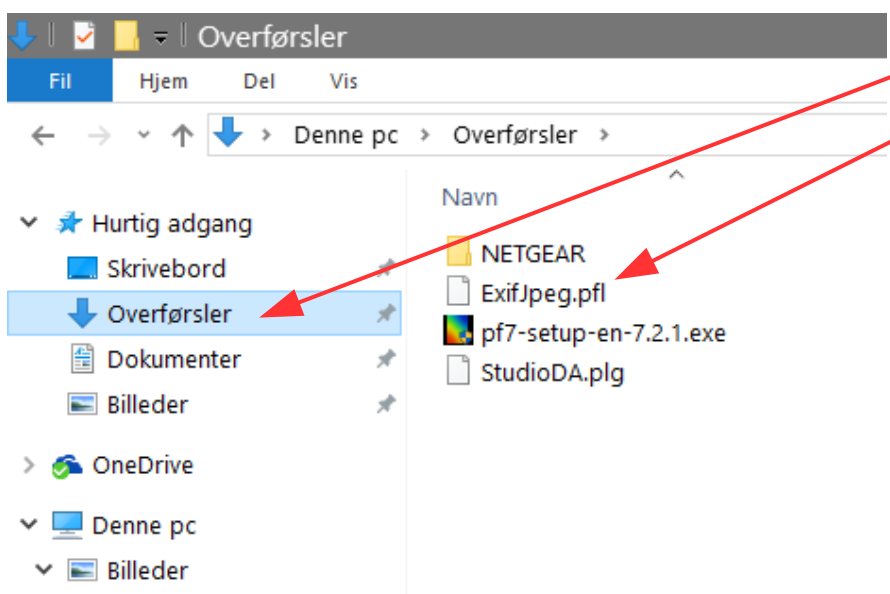 Overførsler
Fil Hjem Del Vis
Denne pc Overførsler
Hurtig adgang
Skrivebord
Overførsler
Dokumenter
Billeder
OneDrive
Denne pc
Billeder
Navn
NETGEAR
ExifJpeg.pfl
pf7-setup-en-7.2.1.exe
StudioDA.plg